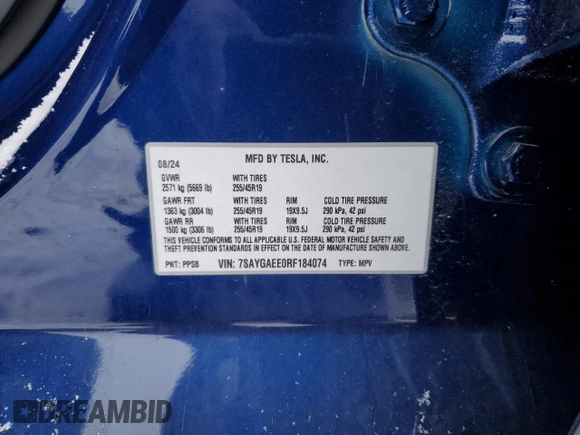 08/24 MFD BY TESLA, INC.
GVWR WITH TIRES
2571 kg (5669 lb) 255/45R19
GAWR FRT WITH TIRES RIM COLD TIRE PRESSURE
1363 kg (3004 lb) 255/45R19 19X9.5J 290 kPa, 42 psi
GAWR RR WITH TIRES RIM COLD TIRE PRESSURE
1500 kg (3306 lb) 255/45R19 19X9.5J 290 kPa, 42 psi
THIS VEHICLE CONFORMS TO ALL APPLICABLE U.S. FEDERAL MOTOR VEHICLE SAFETY AND
THEFT PREVENTION STANDARDS IN EFFECT ON THE DATE OF MANUFACTURE SHOWN ABOVE.
PNT: PPSB VIN: 7SAYGAEE0RF184074 TYPE: MPV
DREAMBID